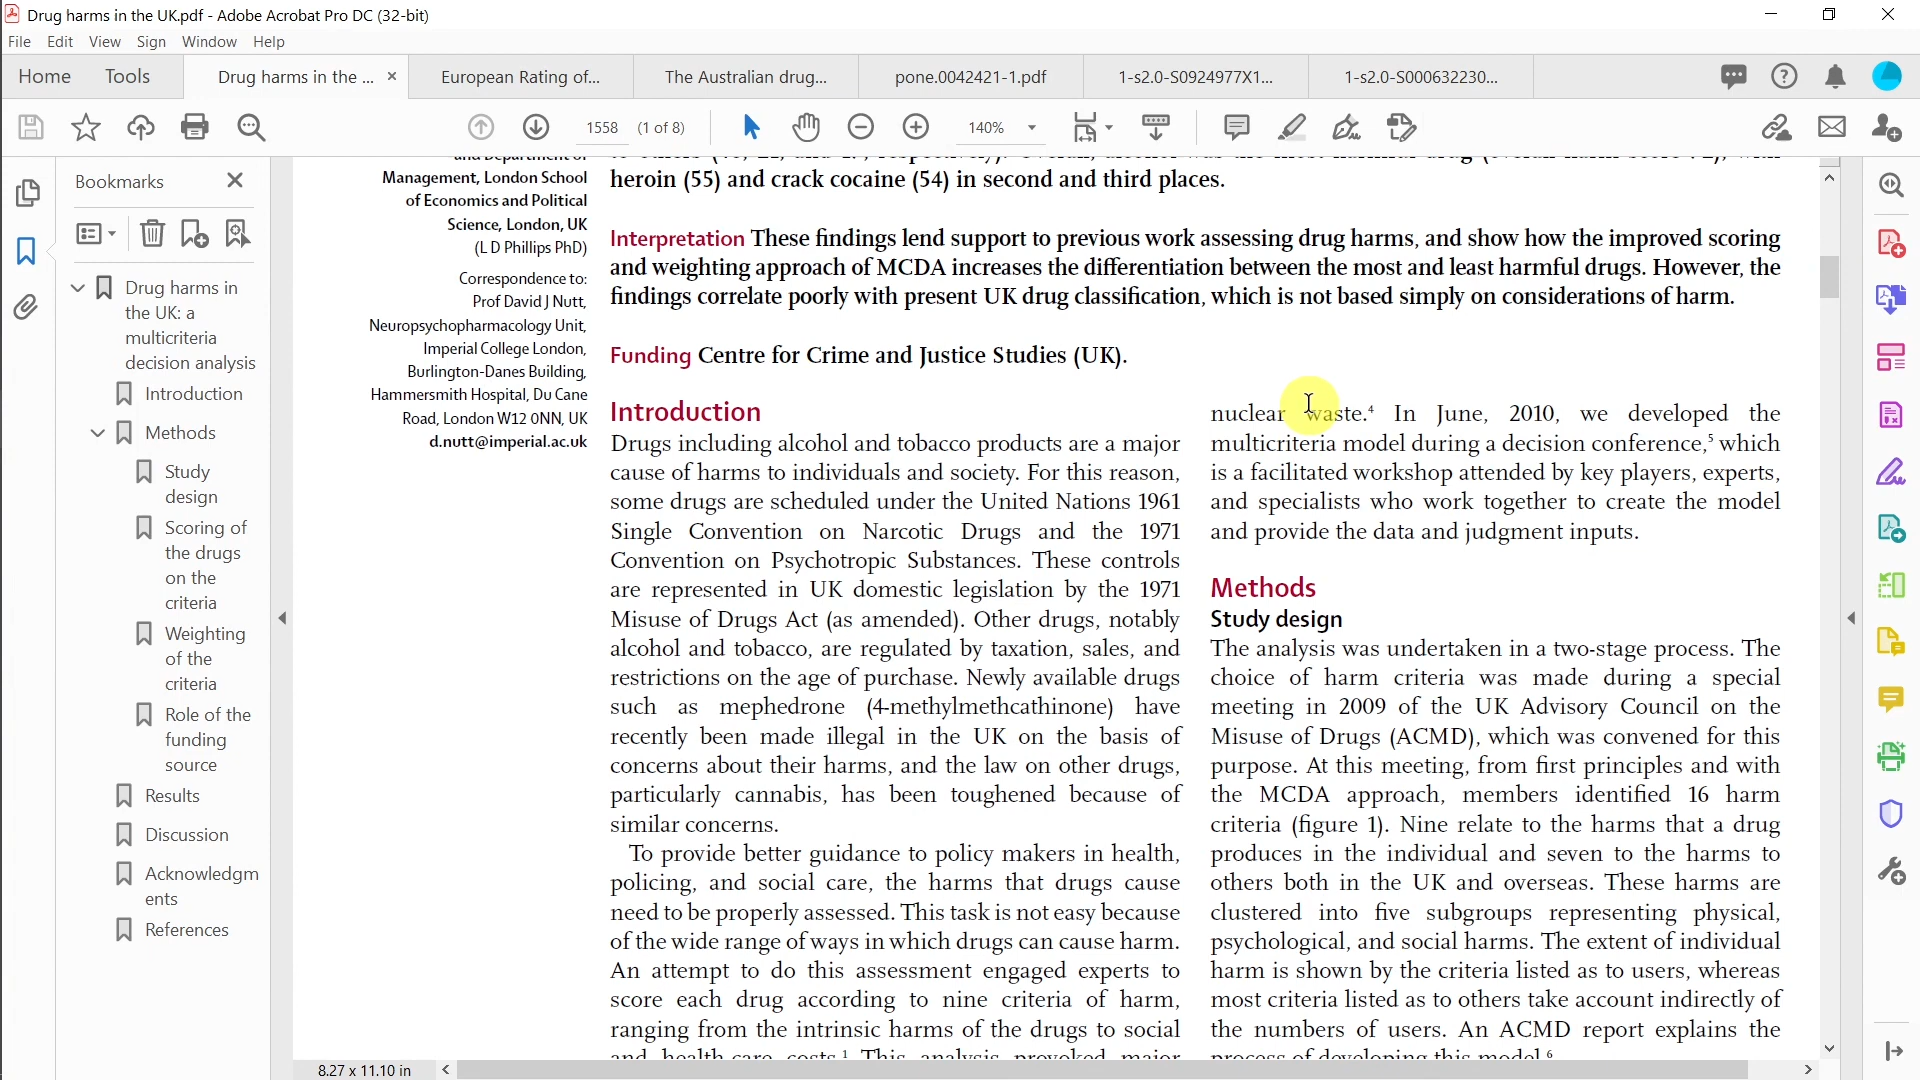 Drug harms in the UK.pdf - Adobe Acrobat Pro DC (32-bit)
File Edit View Sign Window Help
Home Tools Drug harms in the ... × European Rating of... The Australian drug... pone.0042421-1.pdf 1-s2.0-S0924977X1... 1-s2.0-S000632230...
1558 (1 of 8) 140%
Bookmarks
Drug harms in
the UK: a
multicriteria
decision analysis
Introduction
Methods
Study
design
Scoring of
the drugs
on the
criteria
Weighting
of the
criteria
Role of the
funding
source
Results
Discussion
Acknowledgm
ents
References
and Department of
Management, London School
of Economics and Political
Science, London, UK
(L D Phillips PhD)
Correspondence to:
Prof David J Nutt,
Neuropsychopharmacology Unit,
Imperial College London,
Burlington-Danes Building,
Hammersmith Hospital, Du Cane
Road, London W12 0NN, UK
d.nutt@imperial.ac.uk
heroin (55) and crack cocaine (54) in second and third places.
Interpretation These findings lend support to previous work assessing drug harms, and show how the improved scoring
and weighting approach of MCDA increases the differentiation between the most and least harmful drugs. However, the
findings correlate poorly with present UK drug classification, which is not based simply on considerations of harm.
Funding Centre for Crime and Justice Studies (UK).
Introduction
Drugs including alcohol and tobacco products are a major
cause of harms to individuals and society. For this reason,
some drugs are scheduled under the United Nations 1961
Single Convention on Narcotic Drugs and the 1971
Convention on Psychotropic Substances. These controls
are represented in UK domestic legislation by the 1971
Misuse of Drugs Act (as amended). Other drugs, notably
alcohol and tobacco, are regulated by taxation, sales, and
restrictions on the age of purchase. Newly available drugs
such as mephedrone (4-methylmethcathinone) have
recently been made illegal in the UK on the basis of
concerns about their harms, and the law on other drugs,
particularly cannabis, has been toughened because of
similar concerns.
To provide better guidance to policy makers in health,
policing, and social care, the harms that drugs cause
need to be properly assessed. This task is not easy because
of the wide range of ways in which drugs can cause harm.
An attempt to do this assessment engaged experts to
score each drug according to nine criteria of harm,
ranging from the intrinsic harms of the drugs to social
and health-care costs.¹ This analysis provoked major
nuclear waste.⁴ In June, 2010, we developed the
multicriteria model during a decision conference,⁵ which
is a facilitated workshop attended by key players, experts,
and specialists who work together to create the model
and provide the data and judgment inputs.
Methods
Study design
The analysis was undertaken in a two-stage process. The
choice of harm criteria was made during a special
meeting in 2009 of the UK Advisory Council on the
Misuse of Drugs (ACMD), which was convened for this
purpose. At this meeting, from first principles and with
the MCDA approach, members identified 16 harm
criteria (figure 1). Nine relate to the harms that a drug
produces in the individual and seven to the harms to
others both in the UK and overseas. These harms are
clustered into five subgroups representing physical,
psychological, and social harms. The extent of individual
harm is shown by the criteria listed as to users, whereas
most criteria listed as to others take account indirectly of
the numbers of users. An ACMD report explains the
process of developing this model.⁶
8.27 x 11.10 in